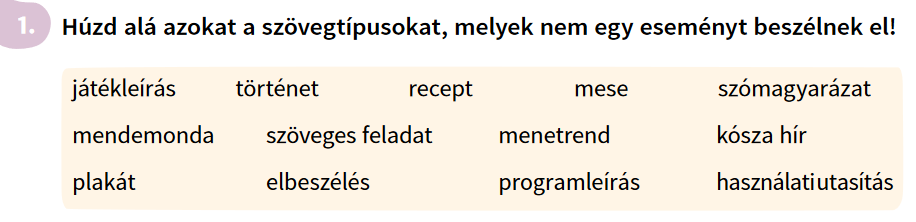 1. Húzd alá azokat a szövegtípusokat, melyek nem egy eseményt beszélnek el!
játékleírás történet recept mese szómagyarázat
mendemonda szöveges feladat menetrend kósza hír
plakát elbeszélés programleírás használatiutasítás